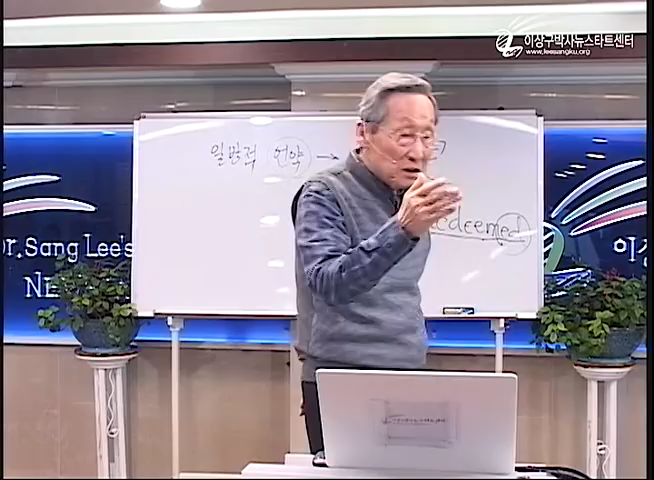 이상구박사뉴스타트센터
www.leesangku.org
일반적 언약 →
Redeemed
Dr.Sang Lee's
이상